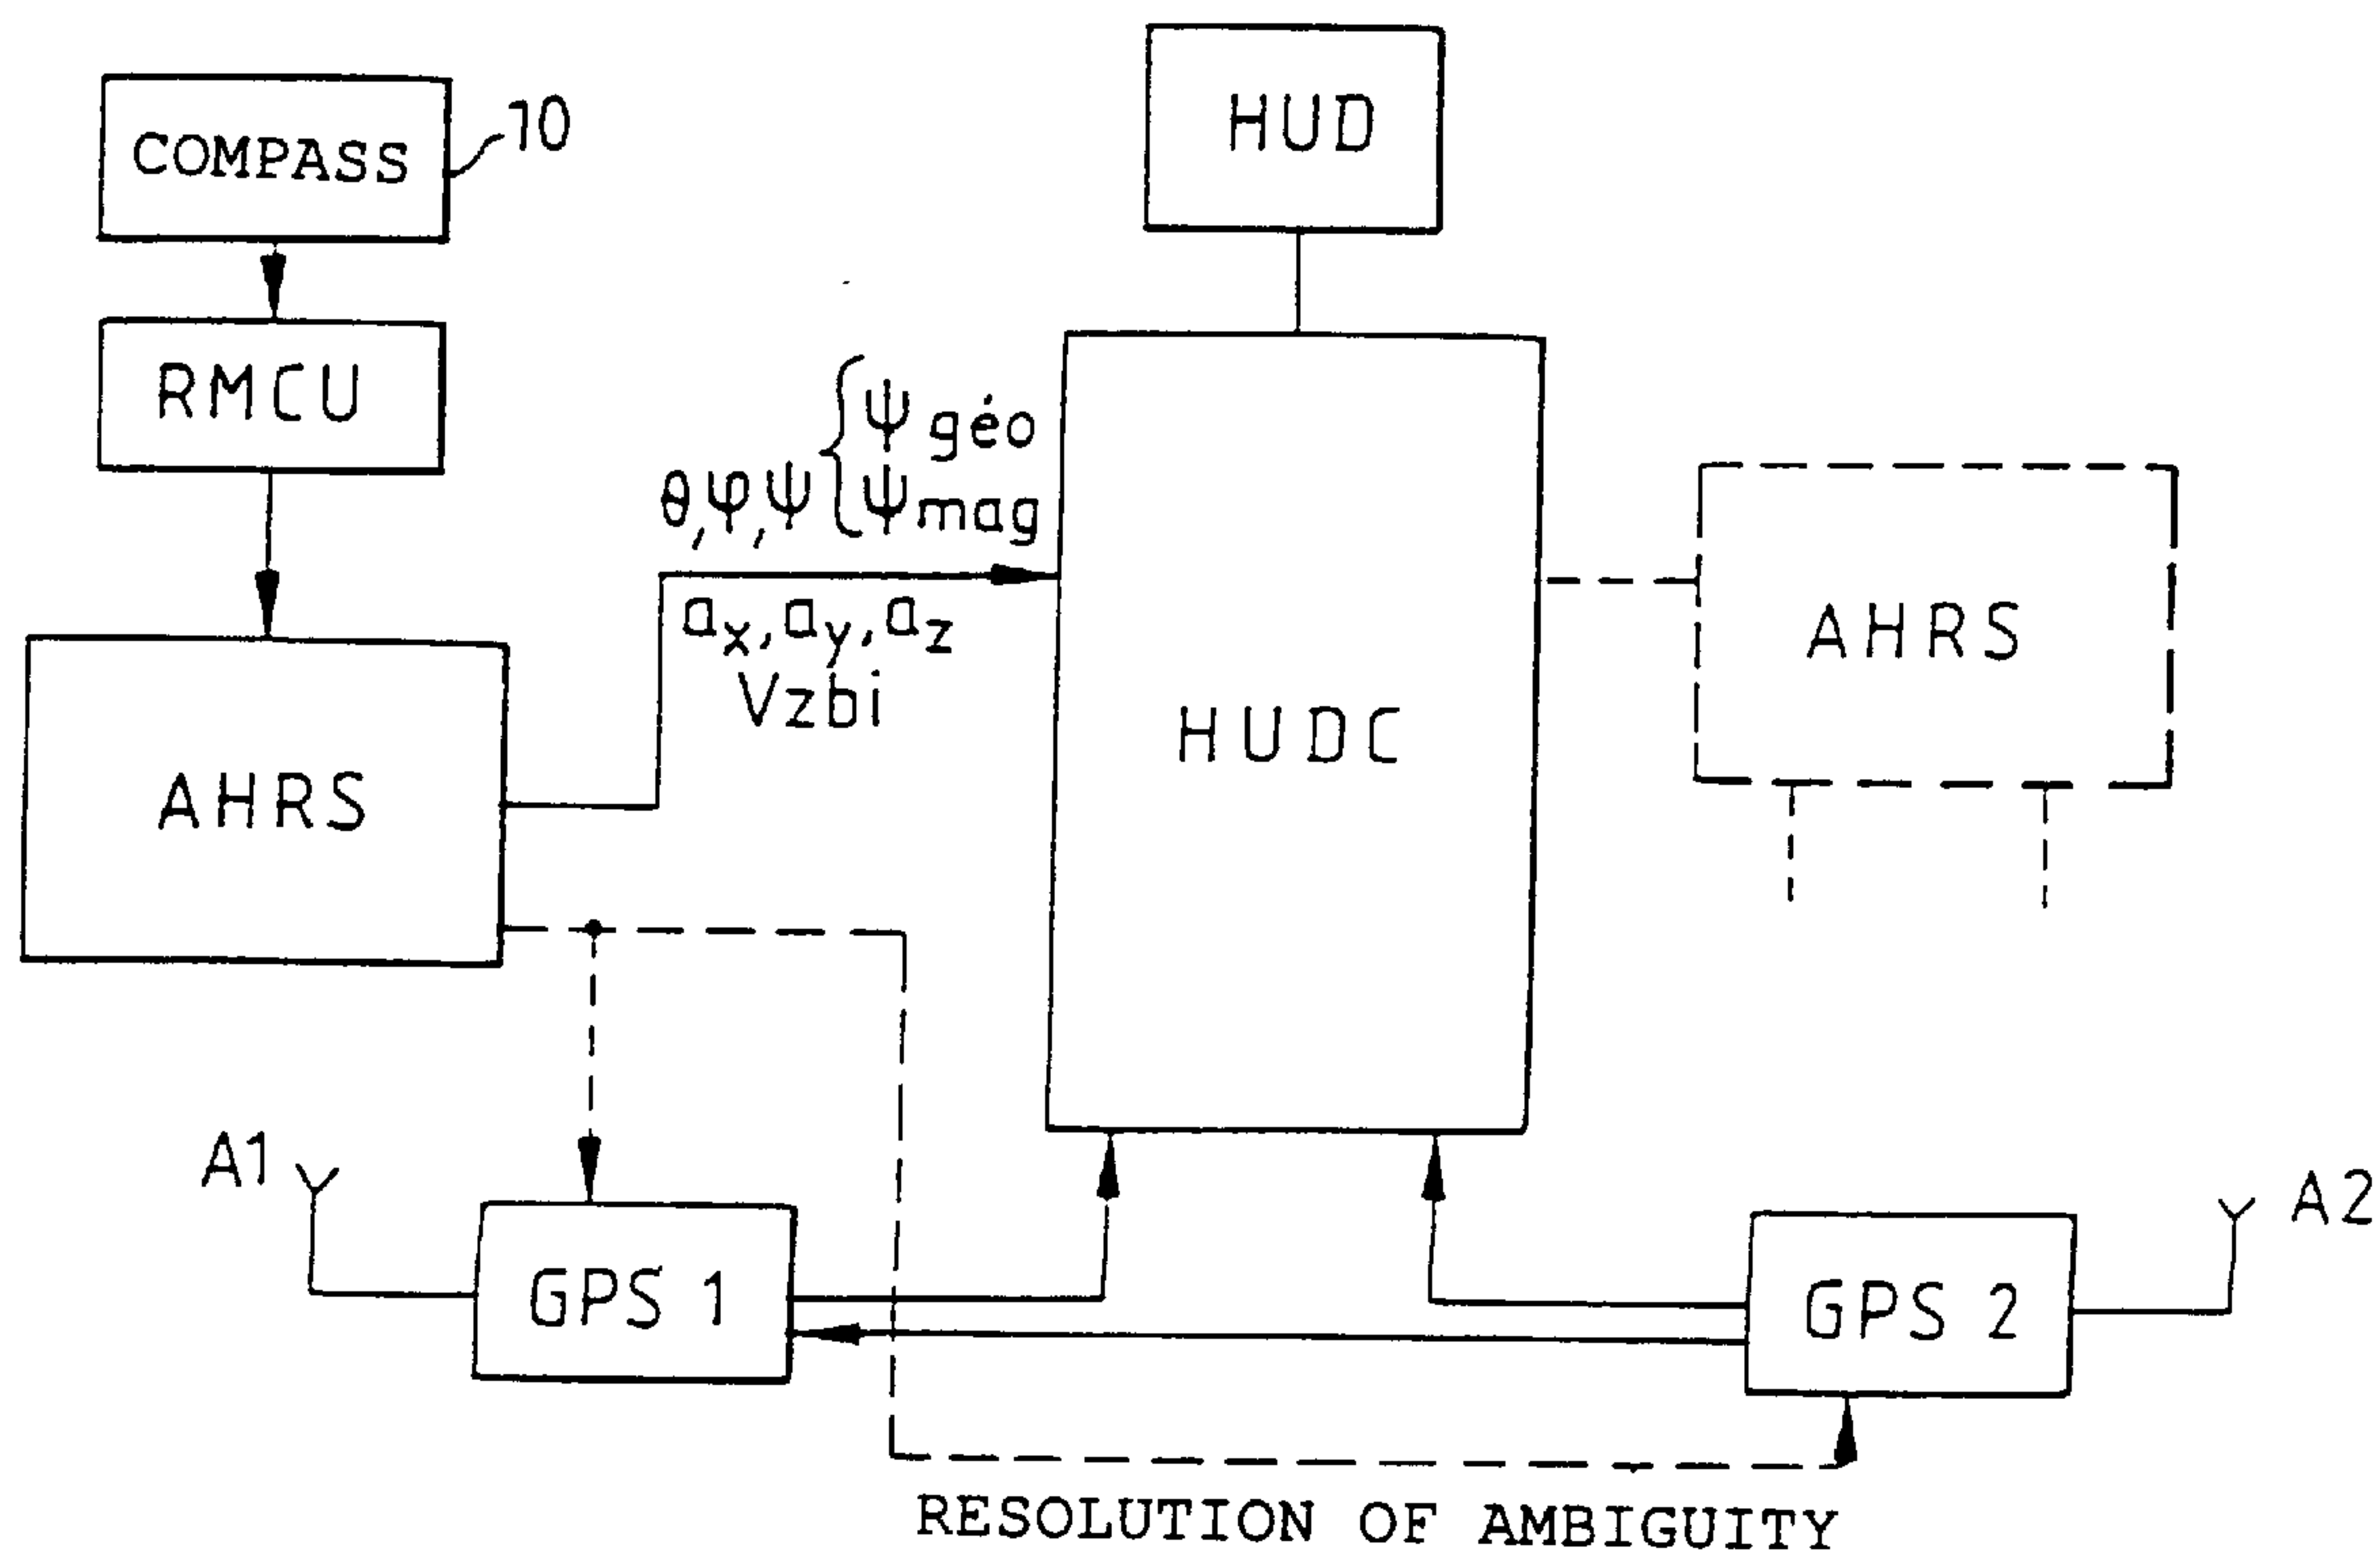 COMPASS
10
HUD
RMCU
ψ géo
θ, φ, ψ
ψ mag
ax, ay, az
Vzbi
AHRS
HUDC
AHRS
A1
GPS 1
GPS 2
A2
RESOLUTION OF AMBIGUITY